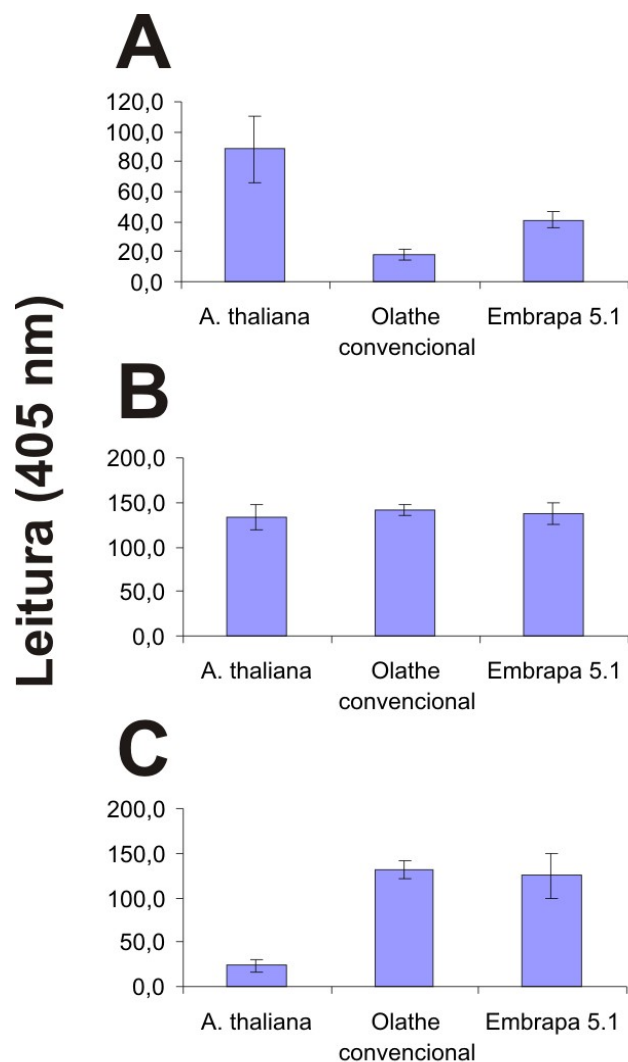 Leitura (405 nm)
A
120,0
100,0
80,0
60,0
40,0
20,0
0,0
A. thaliana
Olathe
convencional
Embrapa 5.1
B
200,0
150,0
100,0
50,0
0,0
A. thaliana
Olathe
convencional
Embrapa 5.1
C
200,0
150,0
100,0
50,0
0,0
A. thaliana
Olathe
convencional
Embrapa 5.1